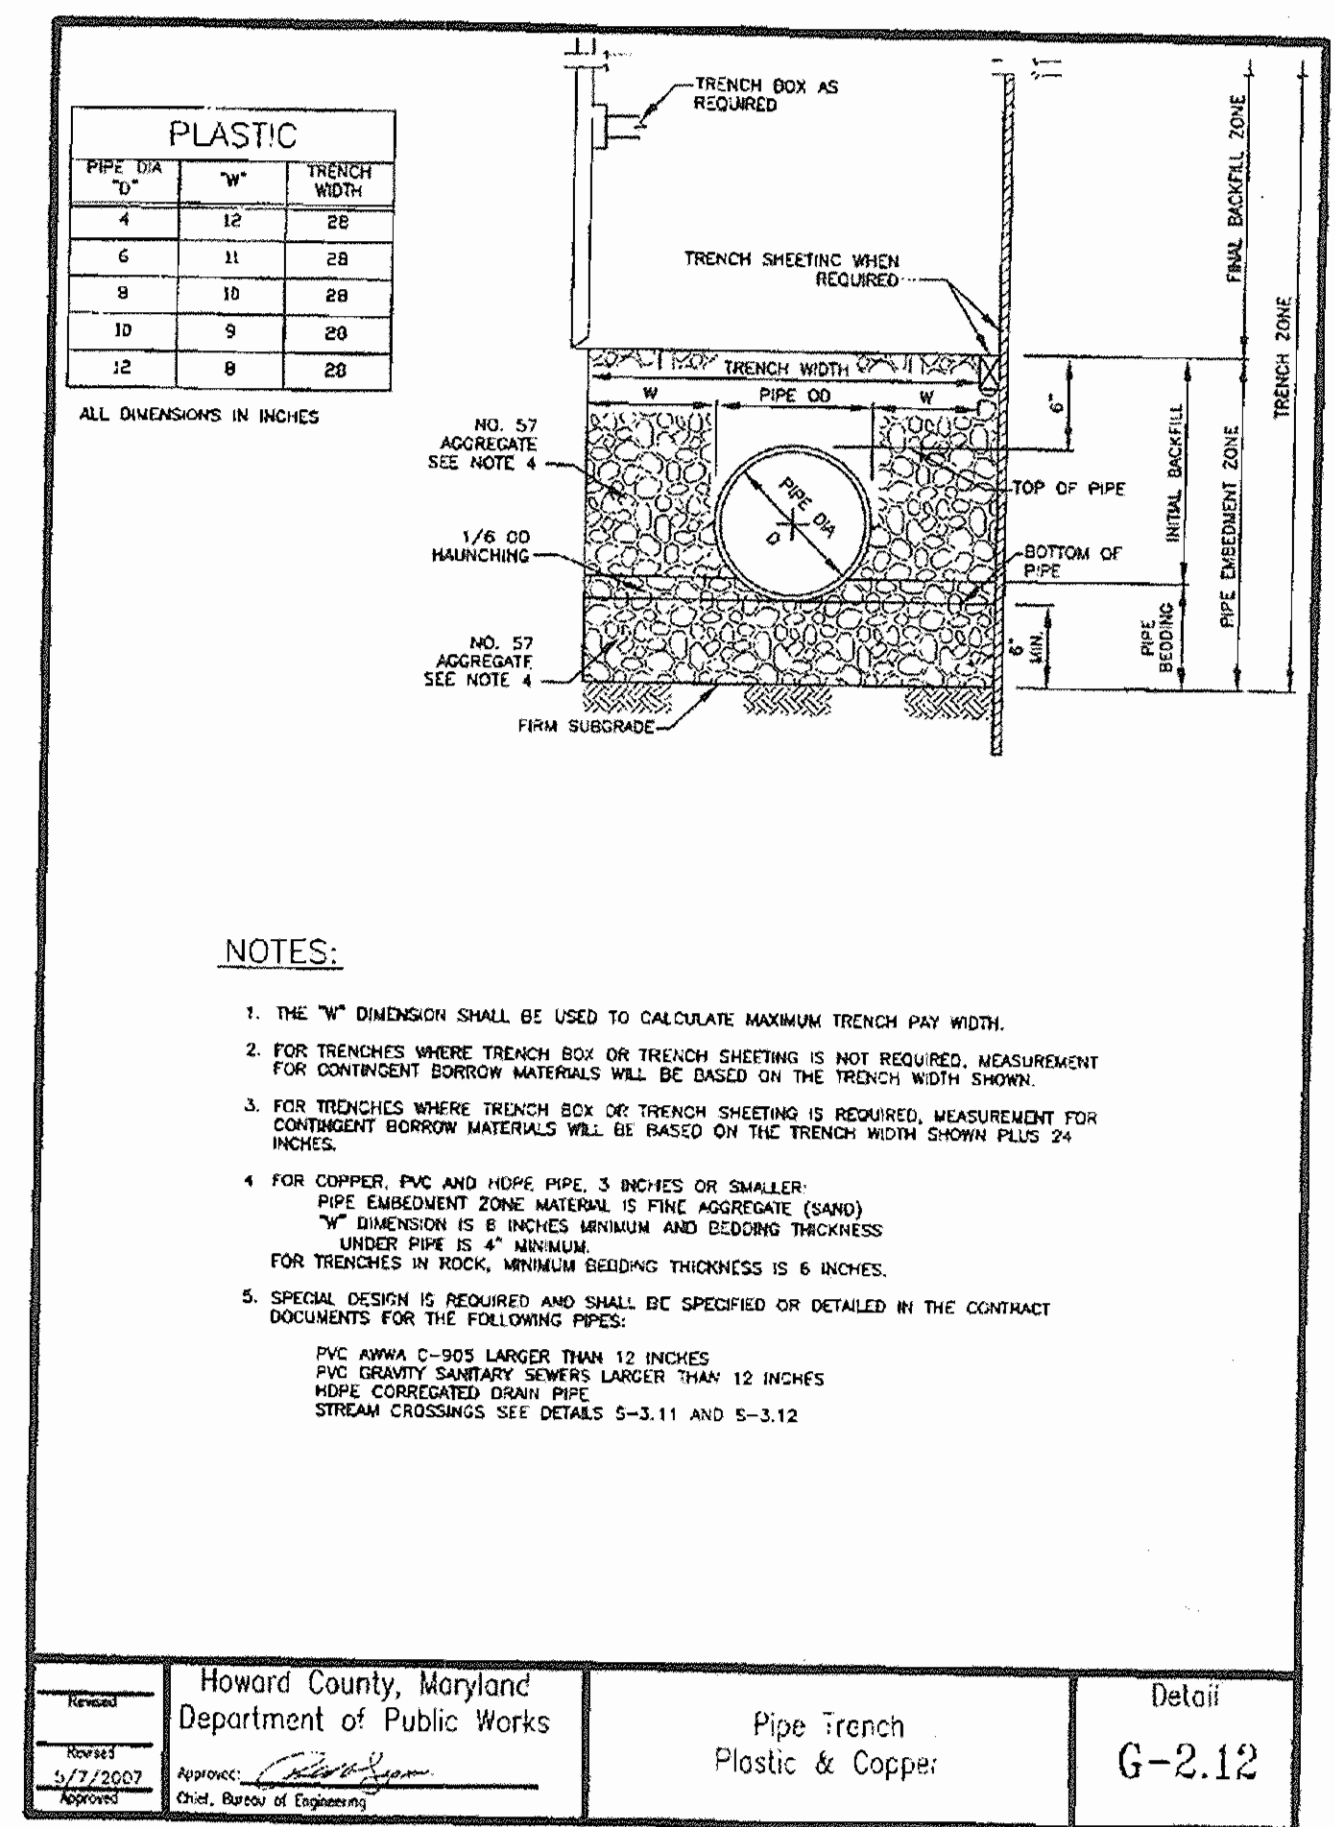 PLASTIC
PIPE DIA "D" "W" TRENCH WIDTH
4 12 28
6 11 28
8 10 28
10 9 28
12 8 28
ALL DIMENSIONS IN INCHES
TRENCH BOX AS
REQUIRED
TRENCH SHEETING WHEN
REQUIRED
TRENCH WIDTH
W
PIPE OD
W
NO. 57
AGGREGATE
SEE NOTE 4
1/6 OD
HAUNCHING
PIPE DIA
D
TOP OF PIPE
BOTTOM OF
PIPE
NO. 57
AGGREGATE
SEE NOTE 4
FIRM SUBGRADE
6"
6"
MIN.
INITIAL BACKFILL
PIPE
BEDDING
FINAL BACKFILL ZONE
PIPE EMBEDMENT ZONE
TRENCH ZONE
NOTES:
1. THE "W" DIMENSION SHALL BE USED TO CALCULATE MAXIMUM TRENCH PAY WIDTH.
2. FOR TRENCHES WHERE TRENCH BOX OR TRENCH SHEETING IS NOT REQUIRED, MEASUREMENT
FOR CONTINGENT BORROW MATERIALS WILL BE BASED ON THE TRENCH WIDTH SHOWN.
3. FOR TRENCHES WHERE TRENCH BOX OR TRENCH SHEETING IS REQUIRED, MEASUREMENT FOR
CONTINGENT BORROW MATERIALS WILL BE BASED ON THE TRENCH WIDTH SHOWN PLUS 24
INCHES.
4 FOR COPPER, PVC AND HDPE PIPE, 3 INCHES OR SMALLER:
PIPE EMBEDMENT ZONE MATERIAL IS FINE AGGREGATE (SAND)
"W" DIMENSION IS 8 INCHES MINIMUM AND BEDDING THICKNESS
UNDER PIPE IS 4" MINIMUM.
FOR TRENCHES IN ROCK, MINIMUM BEDDING THICKNESS IS 6 INCHES.
5. SPECIAL DESIGN IS REQUIRED AND SHALL BE SPECIFIED OR DETAILED IN THE CONTRACT
DOCUMENTS FOR THE FOLLOWING PIPES:
PVC AWWA C-905 LARGER THAN 12 INCHES
PVC GRAVITY SANITARY SEWERS LARGER THAN 12 INCHES
HDPE CORREGATED DRAIN PIPE
STREAM CROSSINGS SEE DETAILS S-3.11 AND S-3.12
Revised
Revised
5/7/2007
Approved
Howard County, Maryland
Department of Public Works
Approved:
Chief, Bureau of Engineering
Pipe Trench
Plastic & Copper
Detail
G-2.12